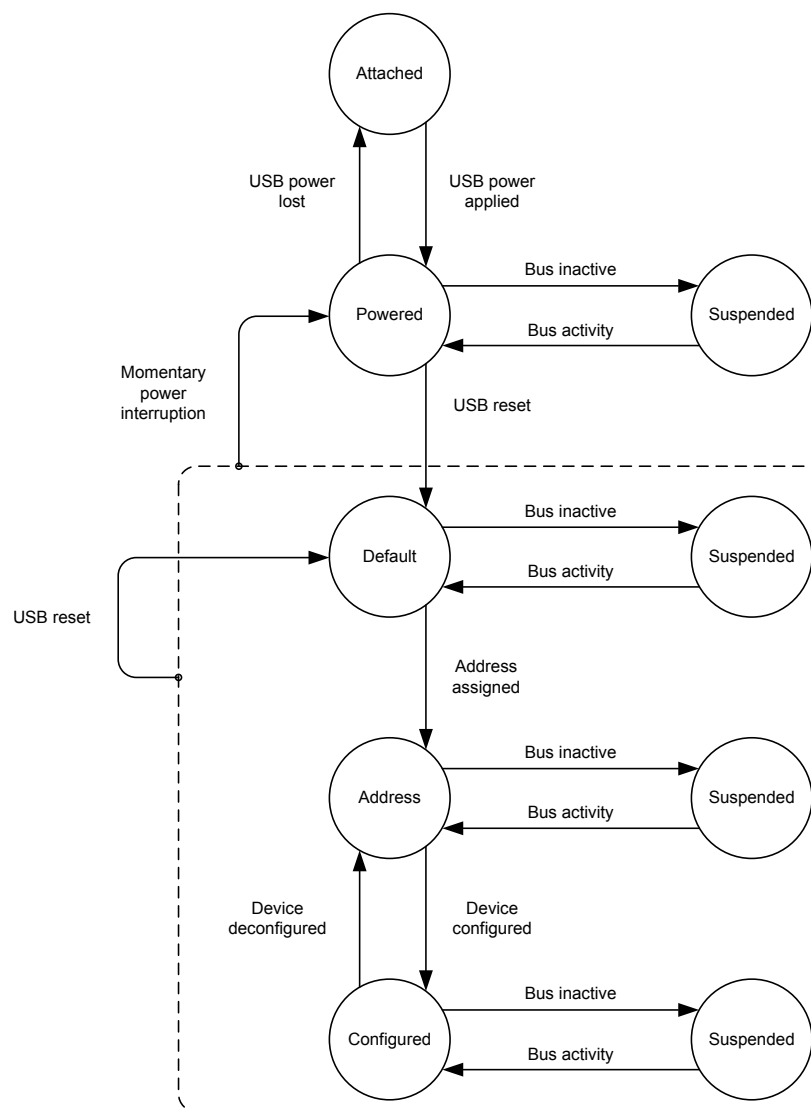 Attached
USB power
lost
USB power
applied
Bus inactive
Powered
Suspended
Bus activity
Momentary
power
interruption
USB reset
Bus inactive
Default
Suspended
Bus activity
USB reset
Address
assigned
Bus inactive
Address
Suspended
Bus activity
Device
deconfigured
Device
configured
Bus inactive
Configured
Suspended
Bus activity